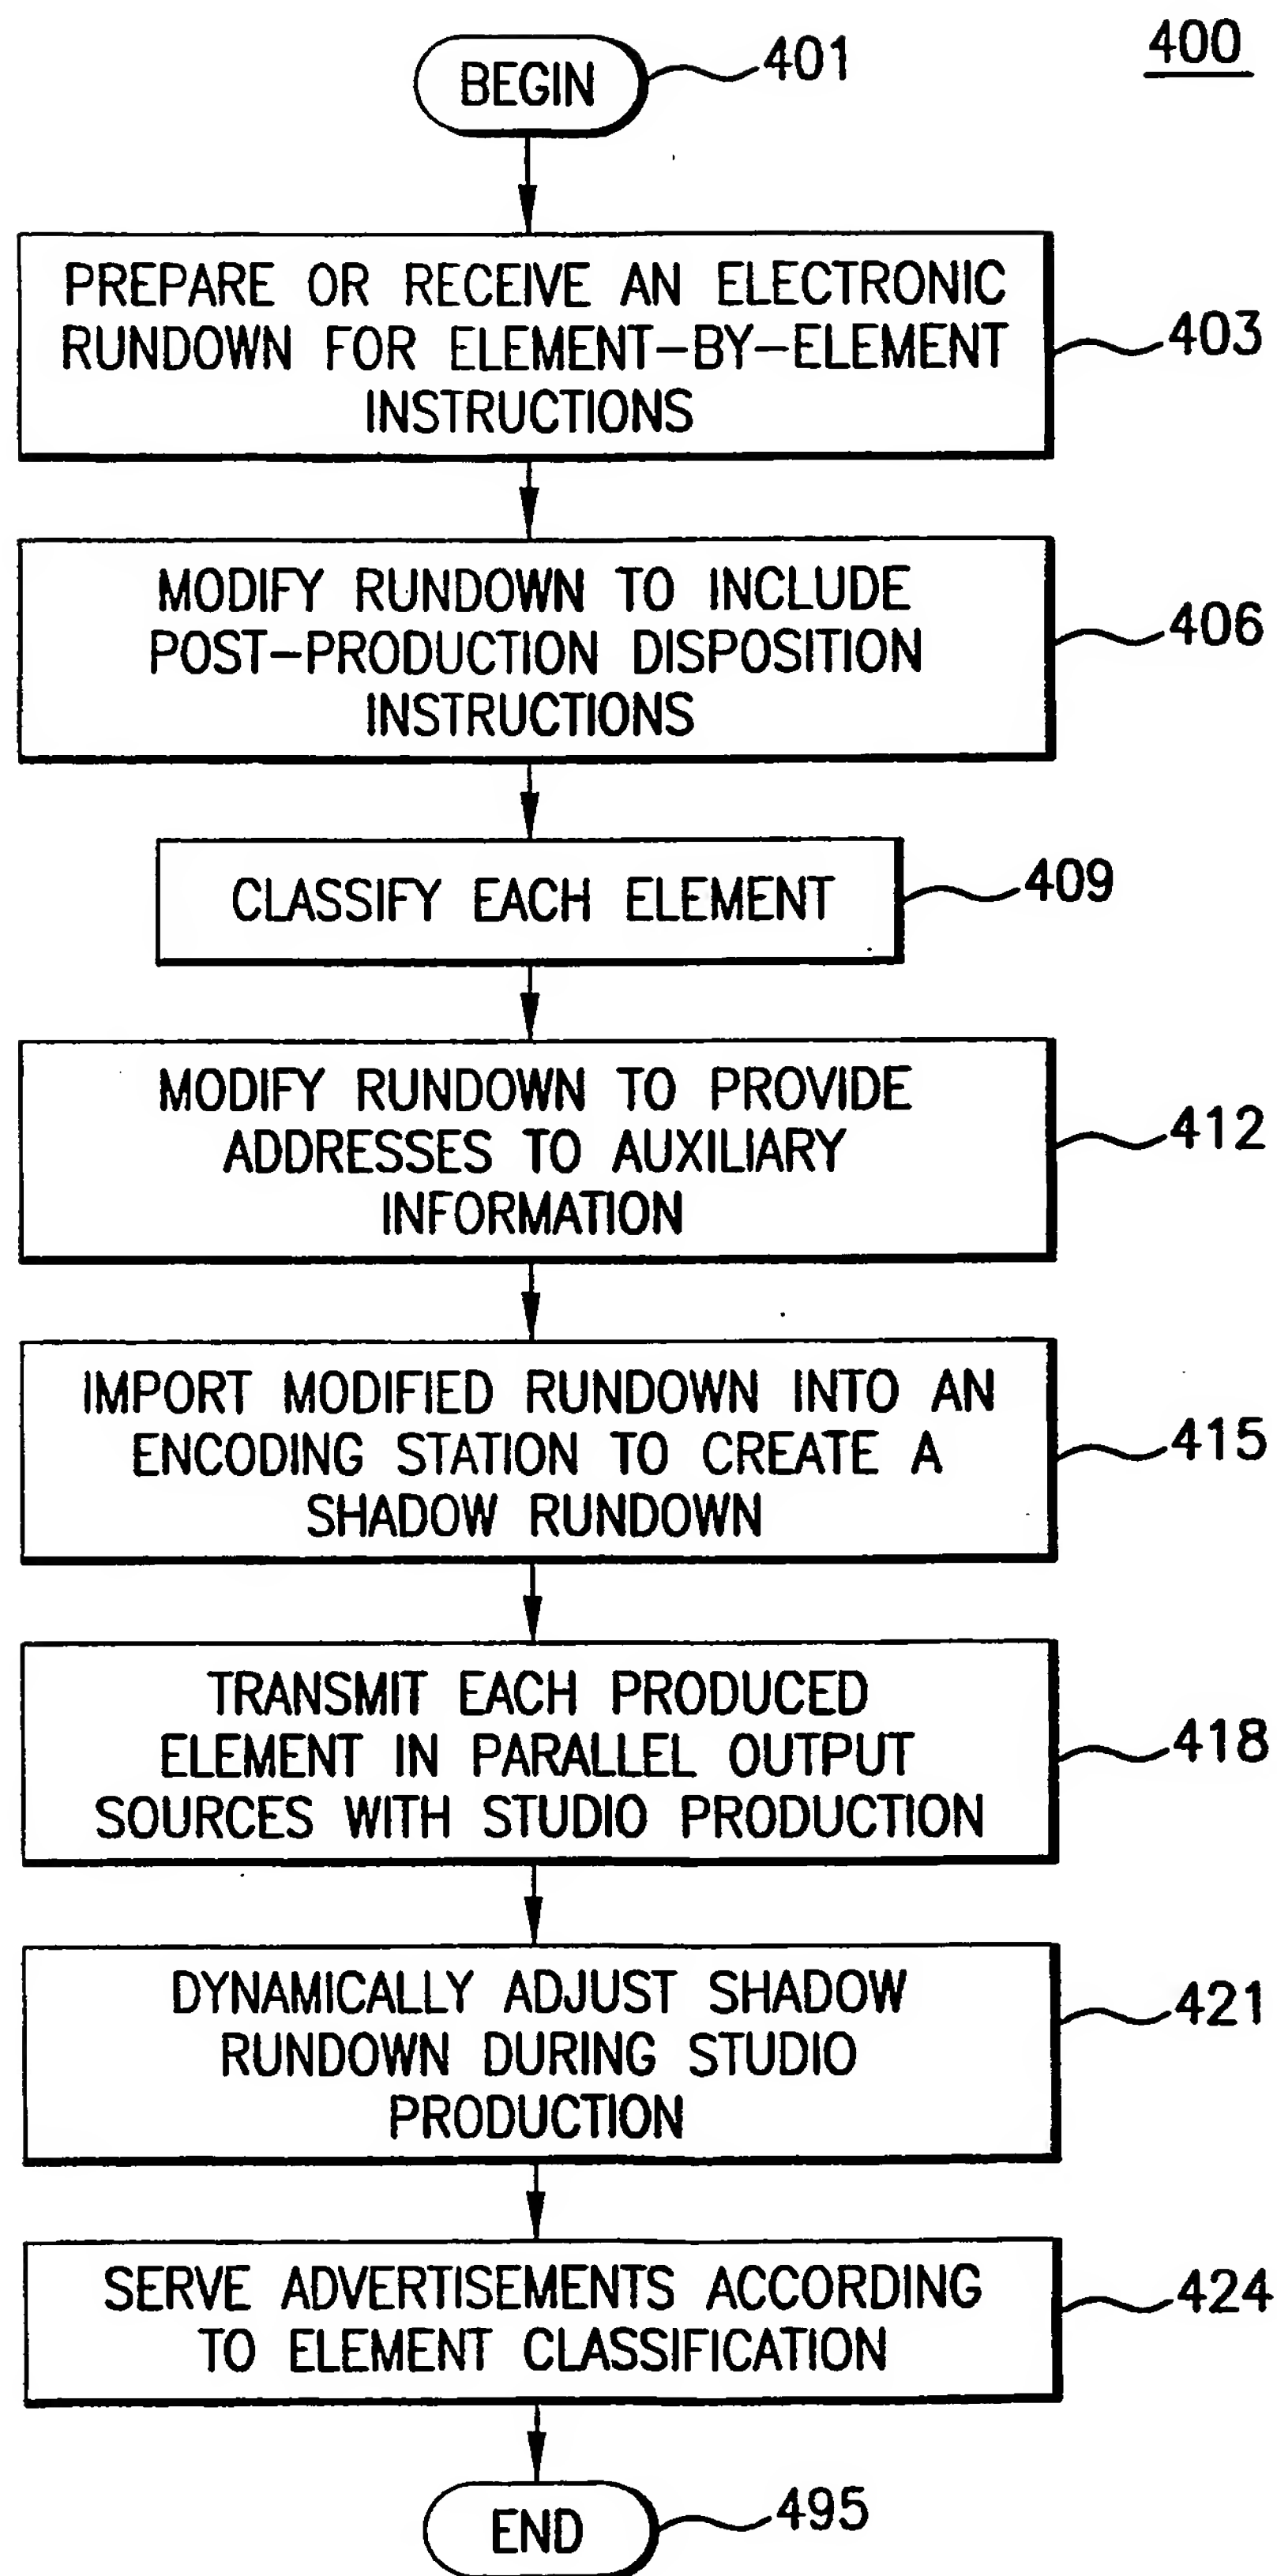 400
BEGIN
401
PREPARE OR RECEIVE AN ELECTRONIC
RUNDOWN FOR ELEMENT-BY-ELEMENT
INSTRUCTIONS
403
MODIFY RUNDOWN TO INCLUDE
POST-PRODUCTION DISPOSITION
INSTRUCTIONS
406
CLASSIFY EACH ELEMENT
409
MODIFY RUNDOWN TO PROVIDE
ADDRESSES TO AUXILIARY
INFORMATION
412
IMPORT MODIFIED RUNDOWN INTO AN
ENCODING STATION TO CREATE A
SHADOW RUNDOWN
415
TRANSMIT EACH PRODUCED
ELEMENT IN PARALLEL OUTPUT
SOURCES WITH STUDIO PRODUCTION
418
DYNAMICALLY ADJUST SHADOW
RUNDOWN DURING STUDIO
PRODUCTION
421
SERVE ADVERTISEMENTS ACCORDING
TO ELEMENT CLASSIFICATION
424
END
495